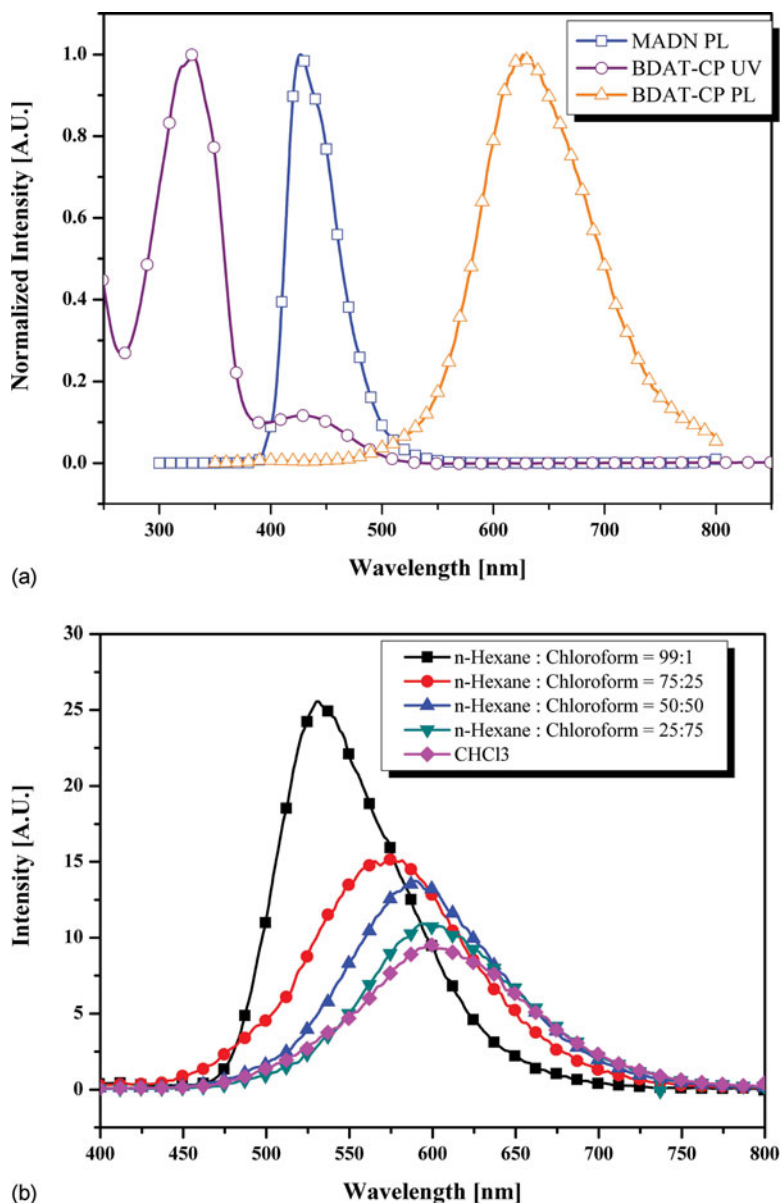 1.0
0.8
0.6
0.4
0.2
0.0
Normalized Intensity [A.U.]
MADN PL
BDAT-CP UV
BDAT-CP PL
300 400 500 600 700 800
Wavelength [nm]
(a)
30
25
20
15
10
5
0
Intensity [A.U.]
n-Hexane : Chloroform = 99:1
n-Hexane : Chloroform = 75:25
n-Hexane : Chloroform = 50:50
n-Hexane : Chloroform = 25:75
CHCl3
400 450 500 550 600 650 700 750 800
Wavelength [nm]
(b)